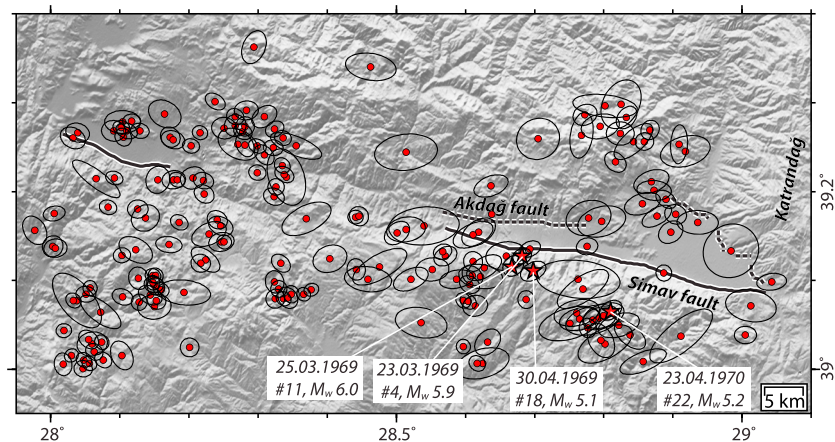 Akdağ fault
Katrandağ
39.2°
Simav fault
25.03.1969
#11, Mw 6.0
23.03.1969
#4, Mw 5.9
30.04.1969
#18, Mw 5.1
23.04.1970
#22, Mw 5.2
5 km
39°
28°
28.5°
29°